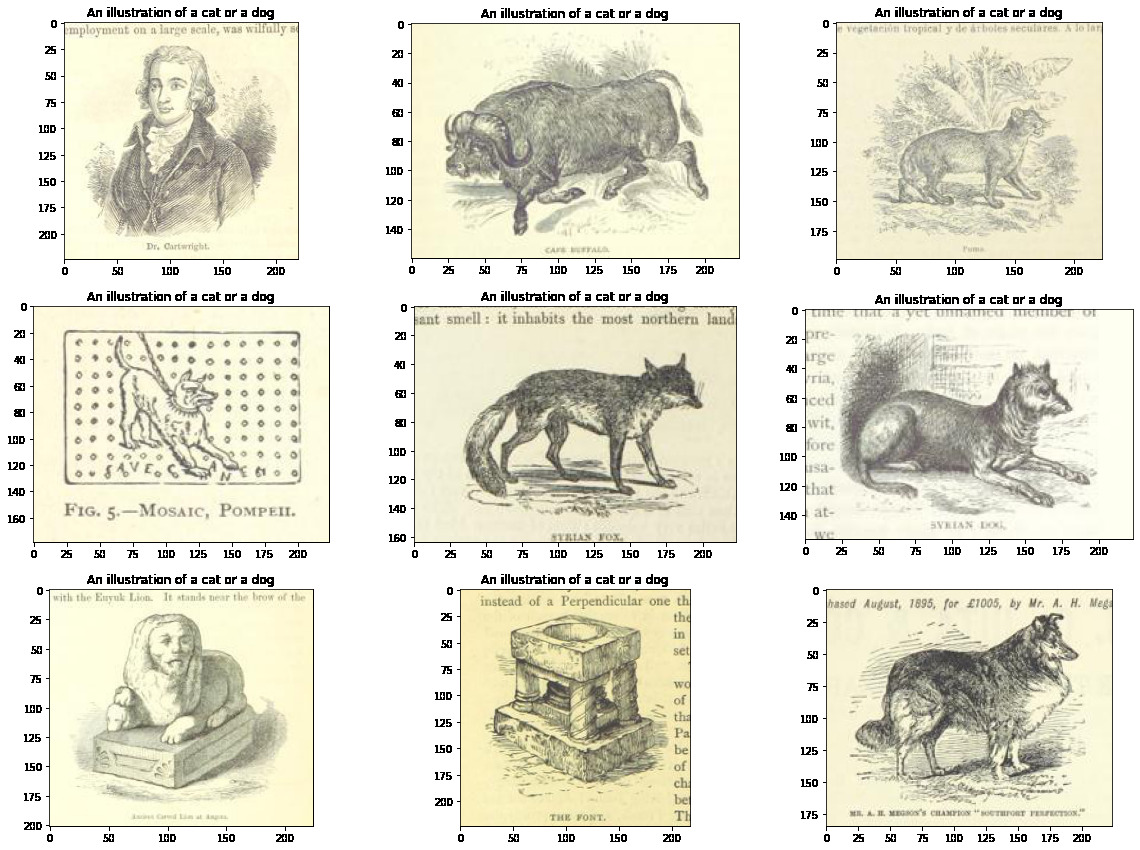 An illustration of a cat or a dog
employment on a large scale, was wilfully
0
25
50
75
100
125
150
175
200
Dr. Cartwright.
0 50 100 150 200
An illustration of a cat or a dog
0
20
40
60
80
100
120
140
CAPE BUFFALO.
0 25 50 75 100 125 150 175 200
An illustration of a cat or a dog
e vegetación tropical y de árboles seculares. A lo lar
0
25
50
75
100
125
150
175
Puma.
0 50 100 150 200
An illustration of a cat or a dog
0
20
40
60
80
100
120
140
160
SAVE CANEM
FIG. 5.—MOSAIC, POMPEII.
0 25 50 75 100 125 150 175 200
An illustration of a cat or a dog
sant smell: it inhabits the most northern land
0
20
40
60
80
100
120
140
160
SYRIAN FOX.
0 25 50 75 100 125 150 175 200
An illustration of a cat or a dog
time that a yet unnamed member of
pre-
arge
yria,
ced
wit,
fore
usa-
that
at-
we
0
20
40
60
80
100
120
140
SYRIAN DOG,
0 25 50 75 100 125 150 175 200
An illustration of a cat or a dog
with the Euyuk Lion. It stands near the brow of the
0
25
50
75
100
125
150
175
200
Ancient Carved Lion at Angora.
0 50 100 150 200
An illustration of a cat or a dog
instead of a Perpendicular one th
the
in
set
wo
of
tha
Pa
be
of
cha
bet
Th
0
25
50
75
100
125
150
175
200
THE FONT.
0 50 100 150 200
hased August, 1895, for £1005, by Mr. A. H. Megs
0
25
50
75
100
125
150
175
MR. A. H. MEGSON'S CHAMPION "SOUTHPORT PERFECTION."
0 25 50 75 100 125 150 175 200